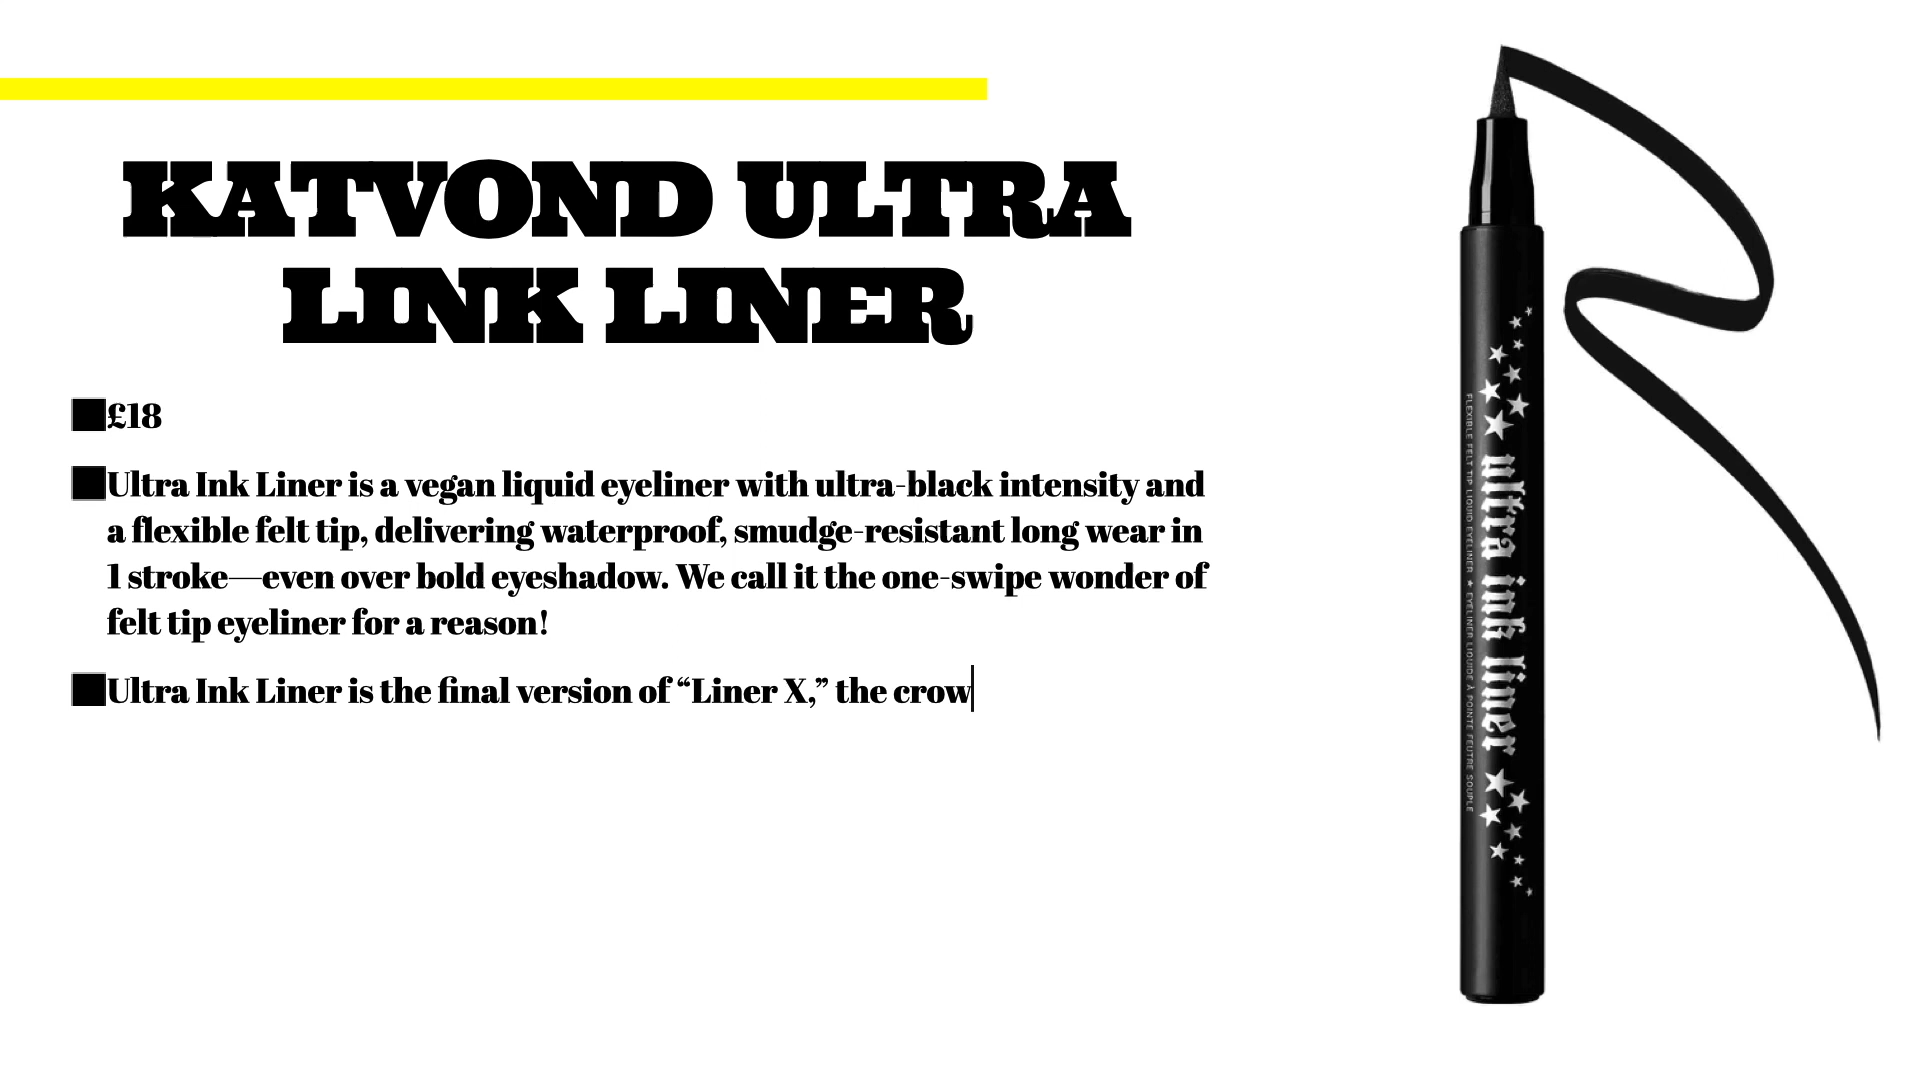 KATVOND ULTRA
LINK LINER
£18
Ultra Ink Liner is a vegan liquid eyeliner with ultra-black intensity and
a flexible felt tip, delivering waterproof, smudge-resistant long wear in
1 stroke—even over bold eyeshadow. We call it the one-swipe wonder of
felt tip eyeliner for a reason!
Ultra Ink Liner is the final version of “Liner X,” the crow
ultra ink liner
FLEXIBLE FELT TIP LIQUID EYELINER ★ EYELINER LIQUIDE À POINTE FEUTRE SOUPLE